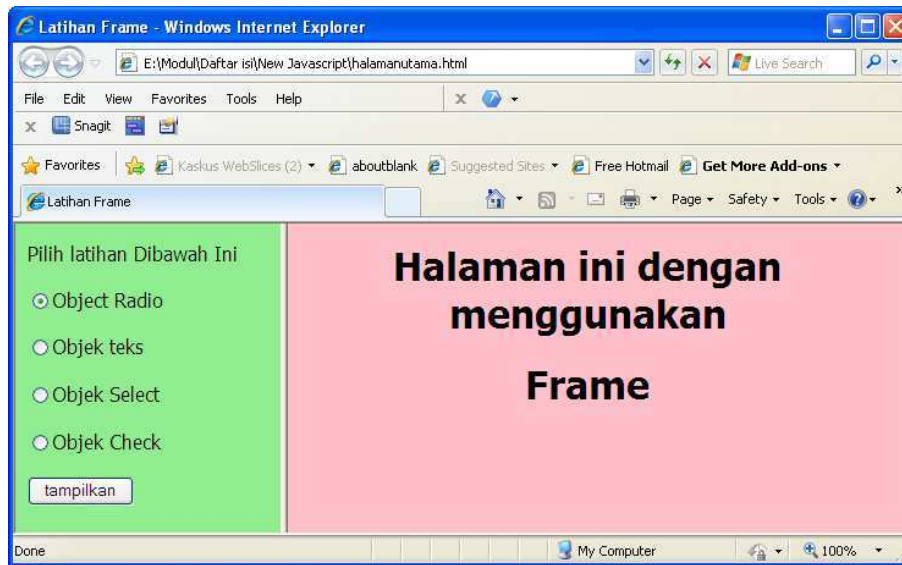 Latihan Frame - Windows Internet Explorer
E:\Modul\Daftar isi\New Javascript\halamanutama.html
Live Search
File Edit View Favorites Tools Help
x
x Snagit
Favorites Kaskus WebSlices (2) aboutblank Suggested Sites Free Hotmail Get More Add-ons
Latihan Frame
Page Safety Tools
Pilih latihan Dibawah Ini
Object Radio
Objek teks
Objek Select
Objek Check
tampilkan
Halaman ini dengan
menggunakan
Frame
Done
My Computer
100%